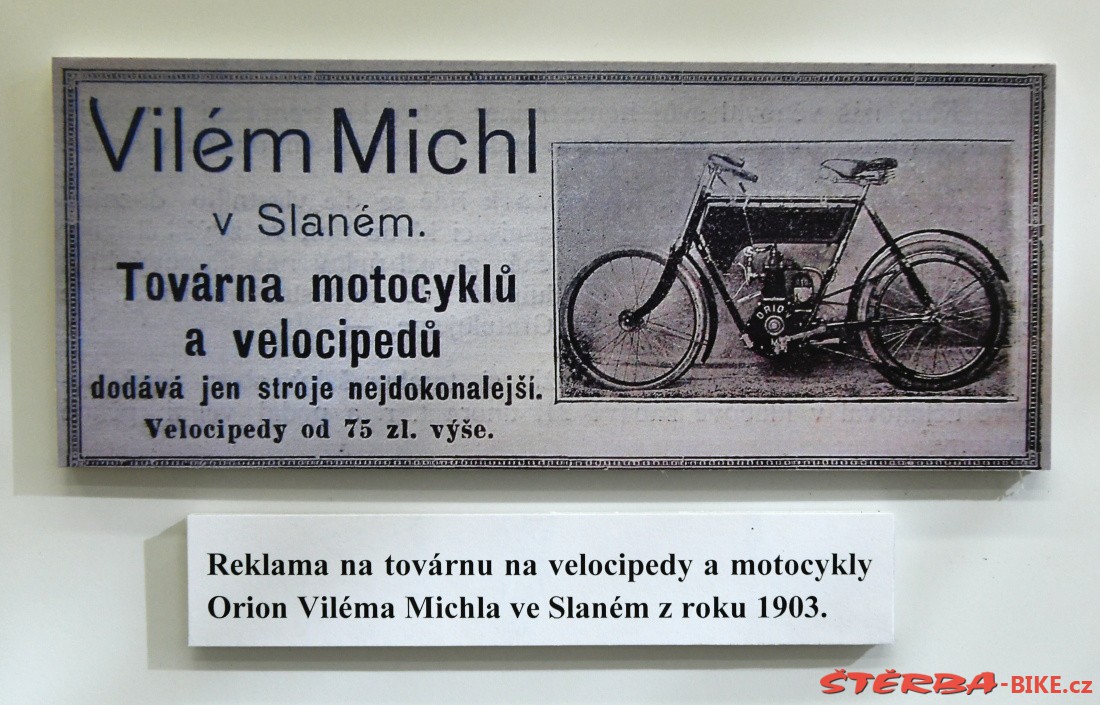 Vilém Michl
v Slaném.
Továrna motocyklů
a velocipedů
dodává jen stroje nejdokonalejší.
Velocipedy od 75 zl. výše.
Reklama na továrnu na velocipedy a motocykly
Orion Viléma Michla ve Slaném z roku 1903.
ŠTĚRBA-BIKE.cz